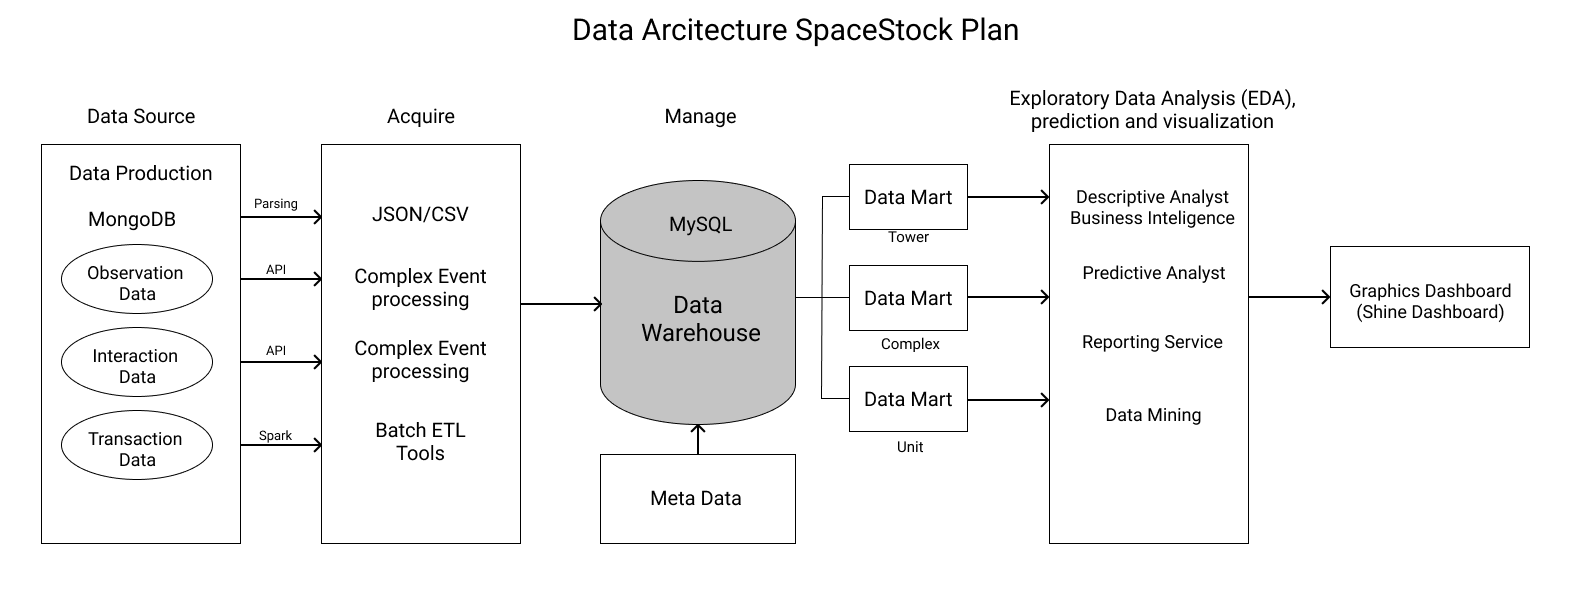 Data Arcitecture SpaceStock Plan
Data Source
Acquire
Manage
Exploratory Data Analysis (EDA),
prediction and visualization
Data Production
MongoDB
Observation
Data
Interaction
Data
Transaction
Data
Parsing
API
API
Spark
JSON/CSV
Complex Event
processing
Complex Event
processing
Batch ETL
Tools
MySQL
Data
Warehouse
Meta Data
Data Mart
Tower
Data Mart
Complex
Data Mart
Unit
Descriptive Analyst
Business Inteligence
Predictive Analyst
Reporting Service
Data Mining
Graphics Dashboard
(Shine Dashboard)